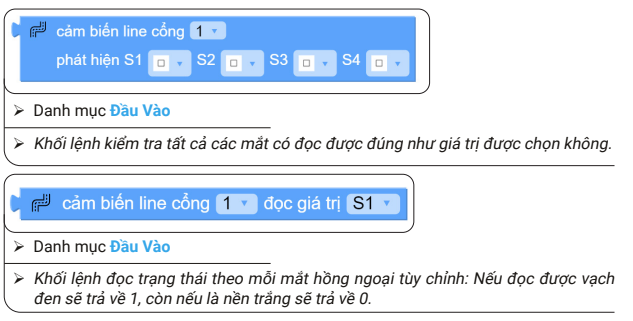 cảm biến line cổng 1
phát hiện S1 S2 S3 S4
➢ Danh mục Đầu Vào
➢ Khối lệnh kiểm tra tất cả các mắt có đọc được đúng như giá trị được chọn không.
cảm biến line cổng 1 đọc giá trị S1
➢ Danh mục Đầu Vào
➢ Khối lệnh đọc trạng thái theo mỗi mắt hồng ngoại tùy chỉnh: Nếu đọc được vạch
đen sẽ trả về 1, còn nếu là nền trắng sẽ trả về 0.